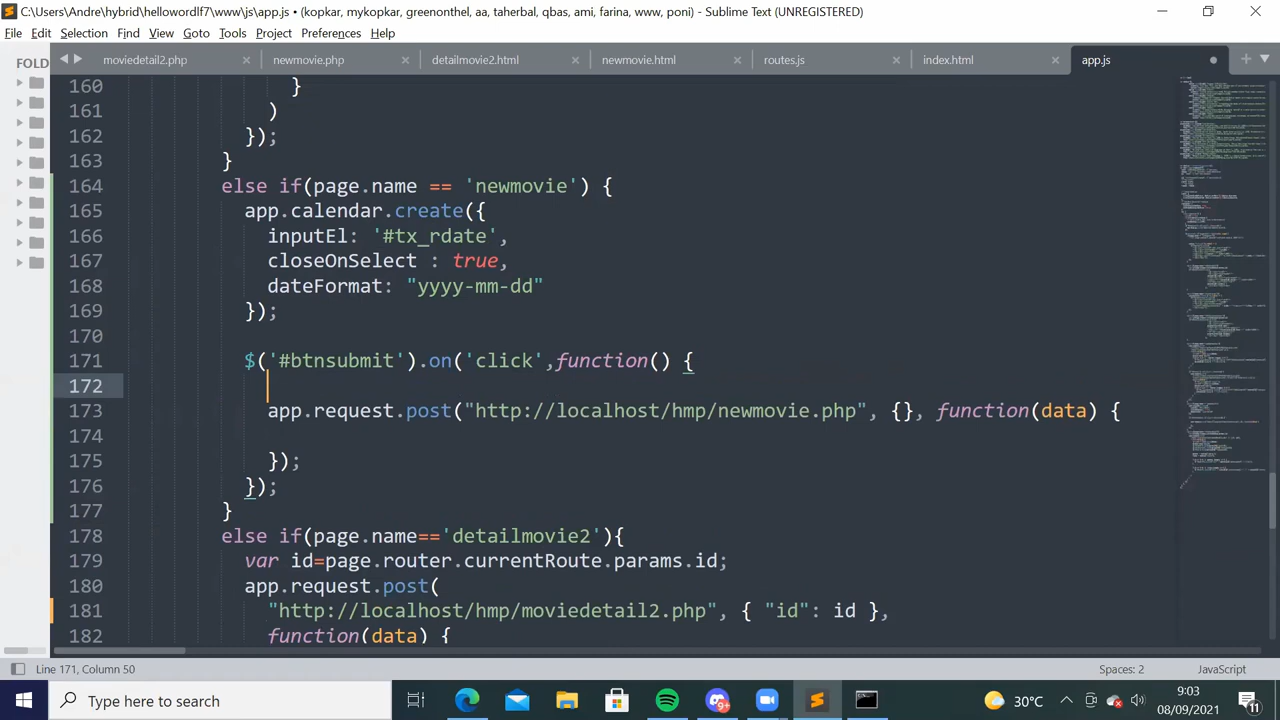 C:\Users\Andre\hybrid\hellowordlf7\www\js\app.js • (kopkar, mykopkar, greenonthel, aa, taherbal, qbas, ami, farina, www, poni) - Sublime Text (UNREGISTERED)
File Edit Selection Find View Goto Tools Project Preferences Help
FOLD
moviedetail2.php newmovie.php detailmovie2.html newmovie.html routes.js index.html app.js
160 }
161 )
162 });
163 }
164 else if(page.name == 'newmovie') {
165 app.calendar.create({
166 inputEl: '#tx_rdate',
167 closeOnSelect : true,
168 dateFormat: "yyyy-mm-dd"
169 });
170
171 $('#btnsubmit').on('click',function() {
172
173 app.request.post("http://localhost/hmp/newmovie.php", {}, function(data) {
174
175 });
176 });
177 }
178 else if(page.name=='detailmovie2'){
179 var id=page.router.currentRoute.params.id;
180 app.request.post(
181 "http://localhost/hmp/moviedetail2.php", { "id": id },
182 function(data) {
Line 171, Column 50 Spaces: 2 JavaScript
Type here to search 9+ 30°C 9:03
08/09/2021 11